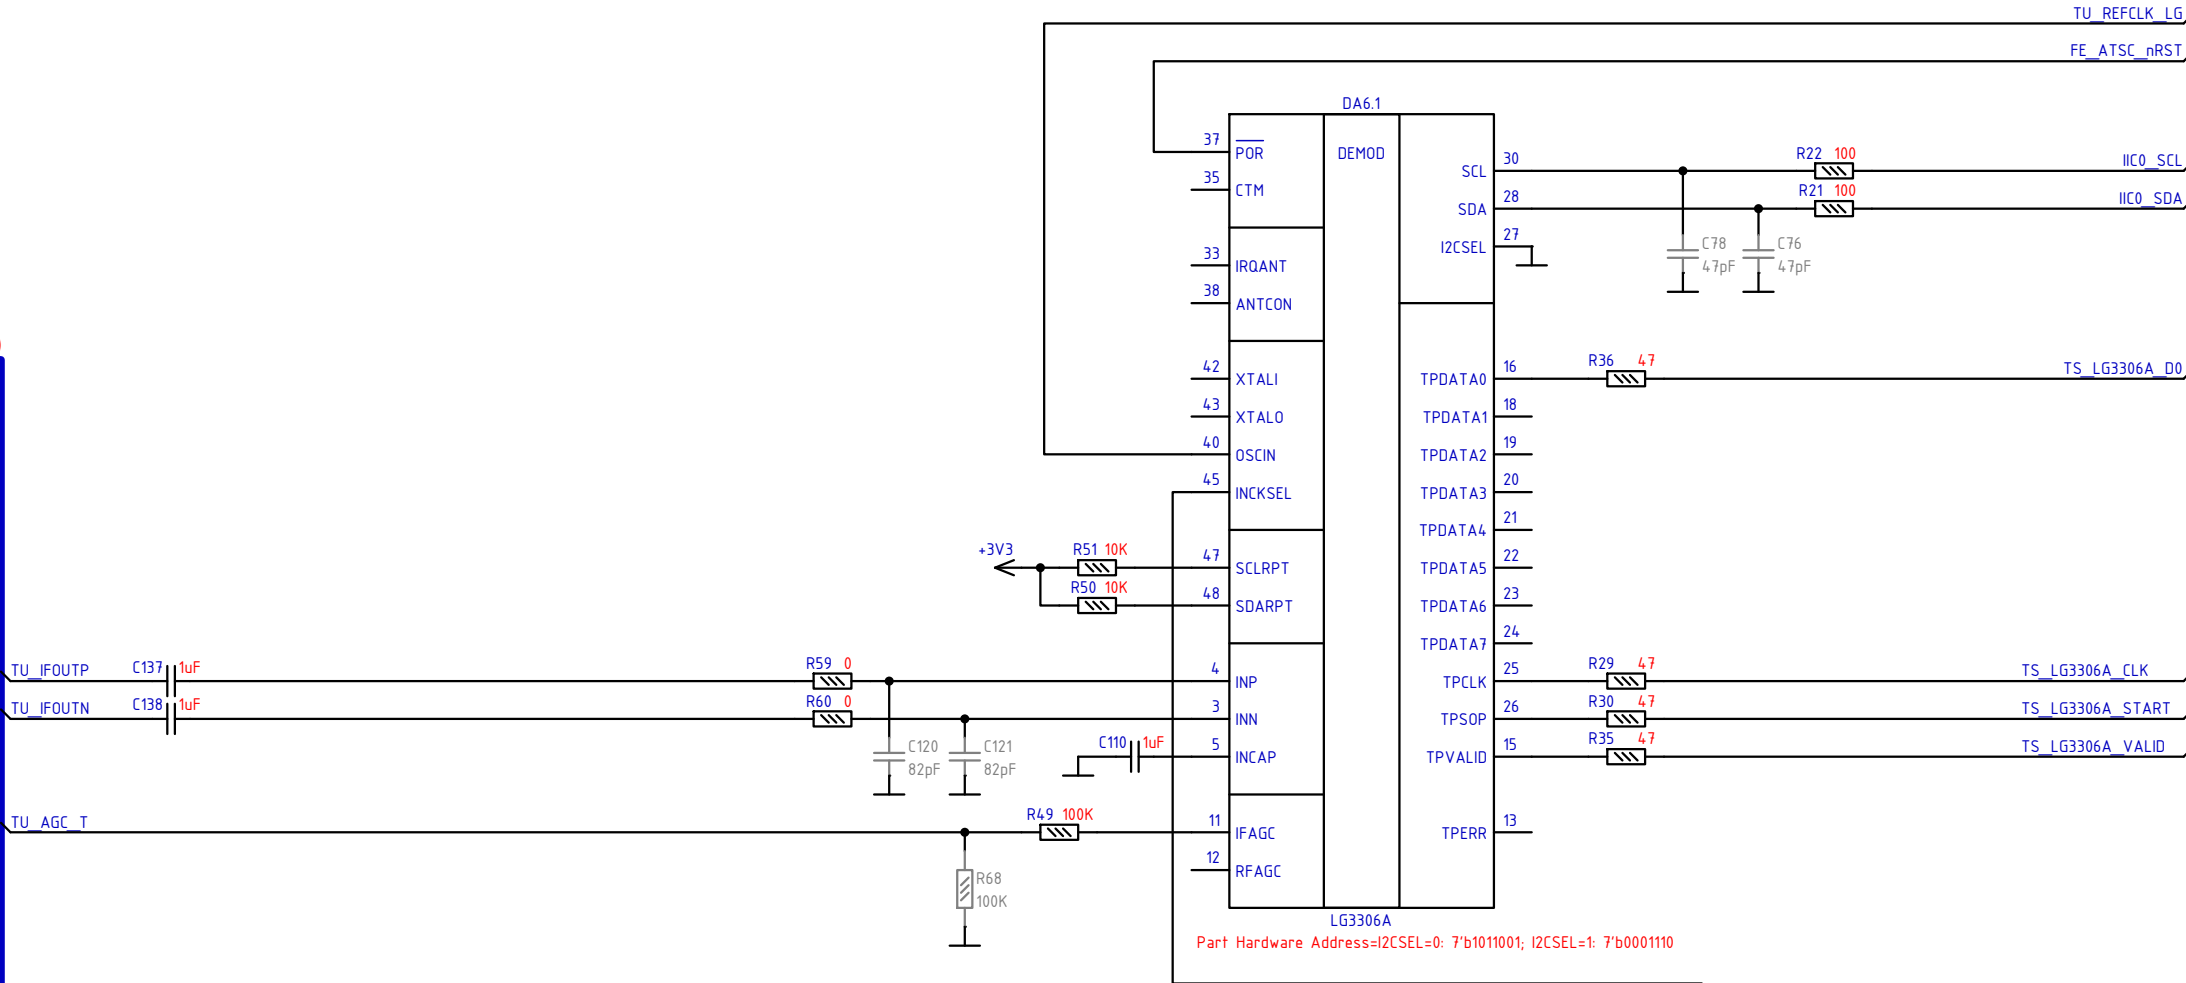 TU_REFCLK_LG
FE_ATSC_nRST
DA6.1
37 POR
DEMOD
35 CTM
SCL 30
R22 100
IIC0_SCL
SDA 28
R21 100
IIC0_SDA
I2CSEL 27
C78
47pF
C76
47pF
33 IRQANT
38 ANTCON
42 XTALI
43 XTALO
40 OSCIN
45 INCKSEL
TPDATA0 16
R36 47
TS_LG3306A_D0
TPDATA1 18
TPDATA2 19
TPDATA3 20
TPDATA4 21
TPDATA5 22
TPDATA6 23
TPDATA7 24
+3V3
R51 10K
47 SCLRPT
R50 10K
48 SDARPT
TU_IFOUTP
C137 1uF
R59 0
4 INP
TPCLK 25
R29 47
TS_LG3306A_CLK
TU_IFOUTN
C138 1uF
R60 0
3 INN
TPSOP 26
R30 47
TS_LG3306A_START
C120
82pF
C121
82pF
C110 1uF
5 INCAP
TPVALID 15
R35 47
TS_LG3306A_VALID
TU_AGC_T
R49 100K
11 IFAGC
TPERR 13
12 RFAGC
R68
100K
LG3306A
Part Hardware Address=I2CSEL=0: 7'b1011001; I2CSEL=1: 7'b0001110